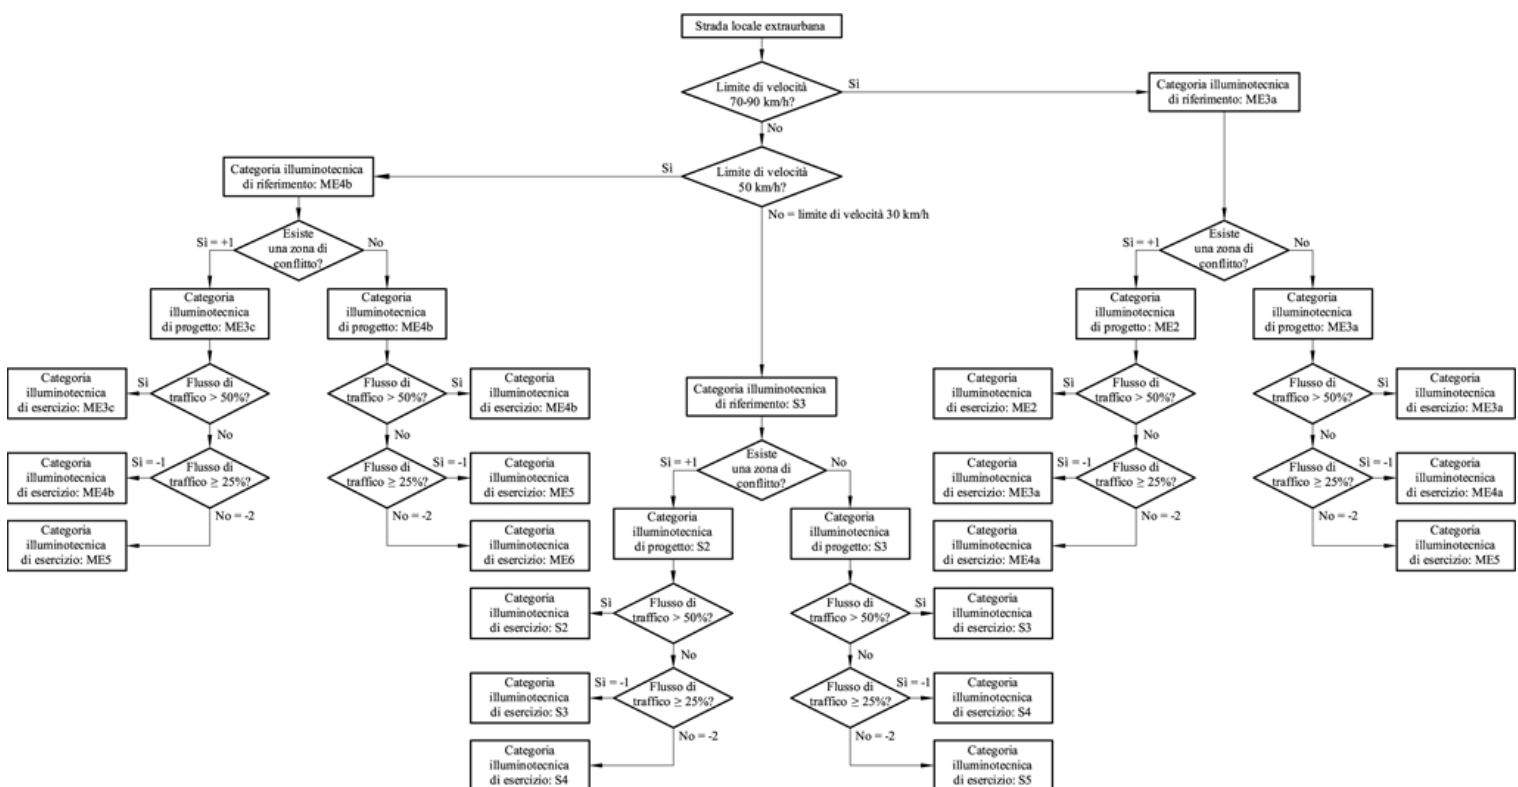 Strada locale extraurbana
Limite di velocità
70-90 km/h?
Sì
No
Categoria illuminotecnica
di riferimento: ME3a
Limite di velocità
50 km/h?
Sì
No = limite di velocità 30 km/h
Categoria illuminotecnica
di riferimento: ME4b
Esiste
una zona di
conflitto?
Sì = +1
No
Categoria
illuminotecnica
di progetto: ME3c
Categoria
illuminotecnica
di progetto: ME4b
Flusso di
traffico > 50%?
Sì
No
Categoria
illuminotecnica
di esercizio: ME3c
Flusso di
traffico ≥ 25%?
Sì = -1
No = -2
Categoria
illuminotecnica
di esercizio: ME4b
Categoria
illuminotecnica
di esercizio: ME5
Flusso di
traffico > 50%?
Sì
No
Categoria
illuminotecnica
di esercizio: ME4b
Flusso di
traffico ≥ 25%?
Sì = -1
No = -2
Categoria
illuminotecnica
di esercizio: ME5
Categoria
illuminotecnica
di esercizio: ME6
Categoria illuminotecnica
di riferimento: S3
Esiste
una zona di
conflitto?
Sì = +1
No
Categoria
illuminotecnica
di progetto: S2
Categoria
illuminotecnica
di progetto: S3
Flusso di
traffico > 50%?
Sì
No
Categoria
illuminotecnica
di esercizio: S2
Flusso di
traffico ≥ 25%?
Sì = -1
No = -2
Categoria
illuminotecnica
di esercizio: S3
Categoria
illuminotecnica
di esercizio: S4
Flusso di
traffico > 50%?
Sì
No
Categoria
illuminotecnica
di esercizio: S3
Flusso di
traffico ≥ 25%?
Sì = -1
No = -2
Categoria
illuminotecnica
di esercizio: S4
Categoria
illuminotecnica
di esercizio: S5
Esiste
una zona di
conflitto?
Sì = +1
No
Categoria
illuminotecnica
di progetto: ME2
Categoria
illuminotecnica
di progetto: ME3a
Flusso di
traffico > 50%?
Sì
No
Categoria
illuminotecnica
di esercizio: ME2
Flusso di
traffico ≥ 25%?
Sì = -1
No = -2
Categoria
illuminotecnica
di esercizio: ME3a
Categoria
illuminotecnica
di esercizio: ME4a
Flusso di
traffico > 50%?
Sì
No
Categoria
illuminotecnica
di esercizio: ME3a
Flusso di
traffico ≥ 25%?
Sì = -1
No = -2
Categoria
illuminotecnica
di esercizio: ME4a
Categoria
illuminotecnica
di esercizio: ME5